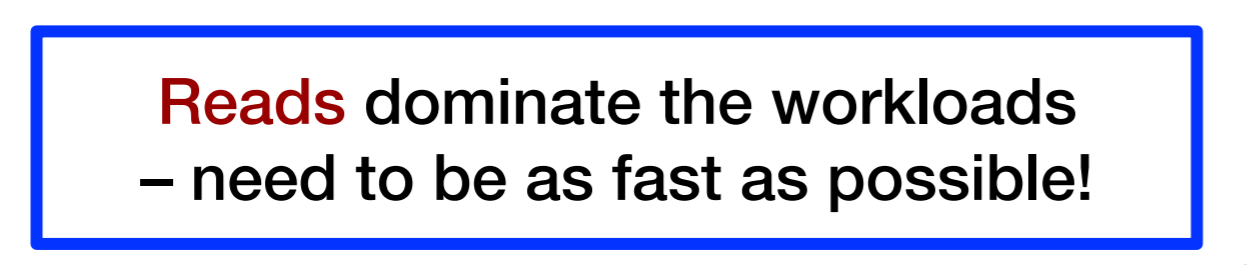 Reads dominate the workloads
– need to be as fast as possible!